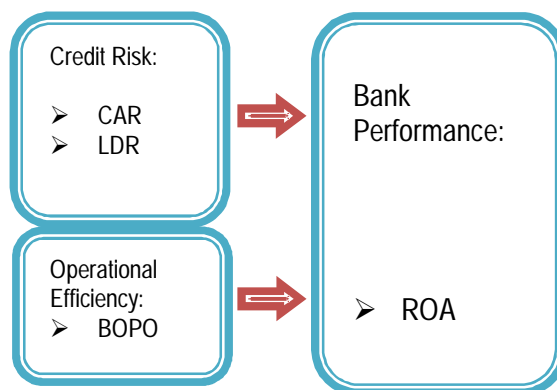 Credit Risk:
➢ CAR
➢ LDR
Operational
Efficiency:
➢ BOPO
Bank
Performance:
➢ ROA